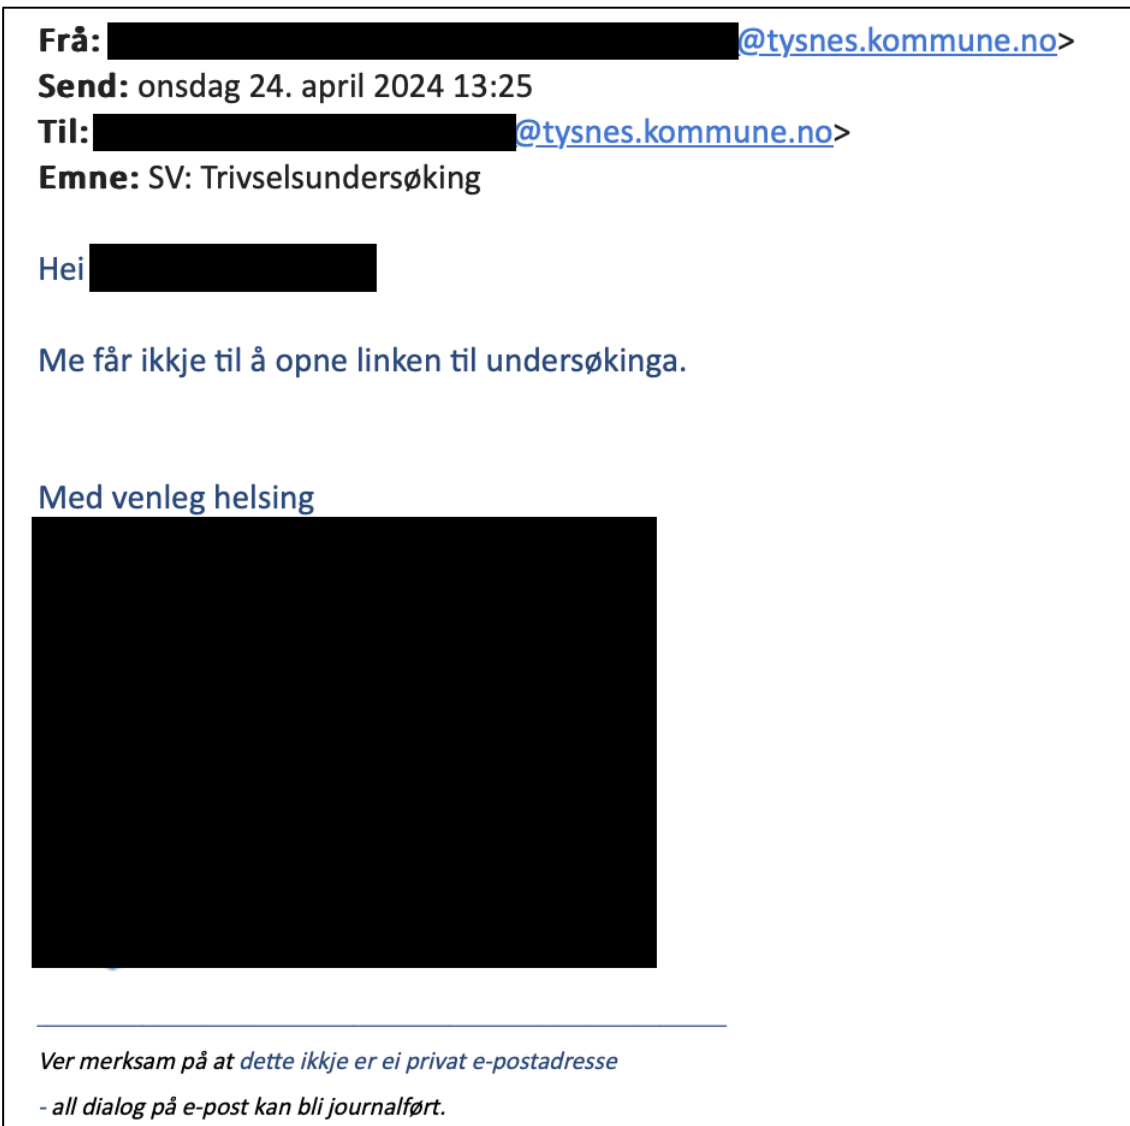 Frå: @tysnes.kommune.no>
Send: onsdag 24. april 2024 13:25
Til: @tysnes.kommune.no>
Emne: SV: Trivselsundersøking
Hei
Me får ikkje til å opne linken til undersøkinga.
Med venleg helsing
Ver merksam på at dette ikkje er ei privat e-postadresse
- all dialog på e-post kan bli journalført.